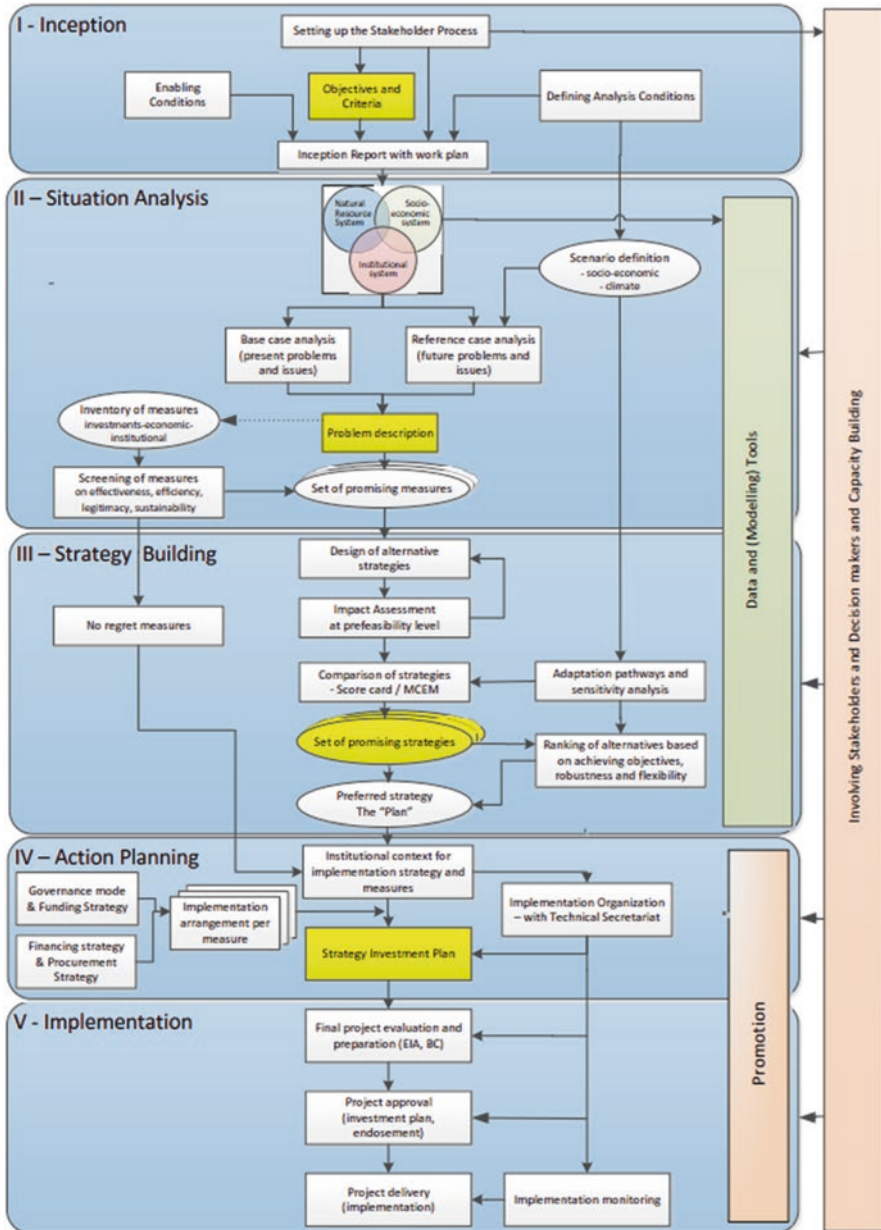 I - Inception
Setting up the Stakeholder Process
Enabling
Conditions
Objectives and
Criteria
Defining Analysis Conditions
Inception Report with work plan
II – Situation Analysis
Natural
Resource
System
Socio-
economic
system
Institutional
system
Scenario definition
- socio-economic
- climate
Base case analysis
(present problems
and issues)
Reference case analysis
(future problems and
issues)
Inventory of measures
investments-economic-
institutional
Problem description
Screening of measures
on effectiveness, efficiency,
legitimacy, sustainability
Set of promising measures
III – Strategy Building
Design of alternative
strategies
No regret measures
Impact Assessment
at prefeasibility level
Comparison of strategies
- Score card / MCEM
Adaptation pathways and
sensitivity analysis
Set of promising strategies
Ranking of alternatives based
on achieving objectives,
robustness and flexibility
Preferred strategy
The “Plan”
Data and (Modelling) Tools
IV – Action Planning
Institutional context for
implementation strategy and
measures
Governance mode
& Funding Strategy
Implementation
arrangement per
measure
Implementation Organization
– with Technical Secretariat
Financing strategy
& Procurement
Strategy
Strategy Investment Plan
V - Implementation
Final project evaluation and
preparation (EIA, BC)
Project approval
(investment plan,
endosement)
Project delivery
(implementation)
Implementation monitoring
Promotion
Involving Stakeholders and Decision makers and Capacity Building